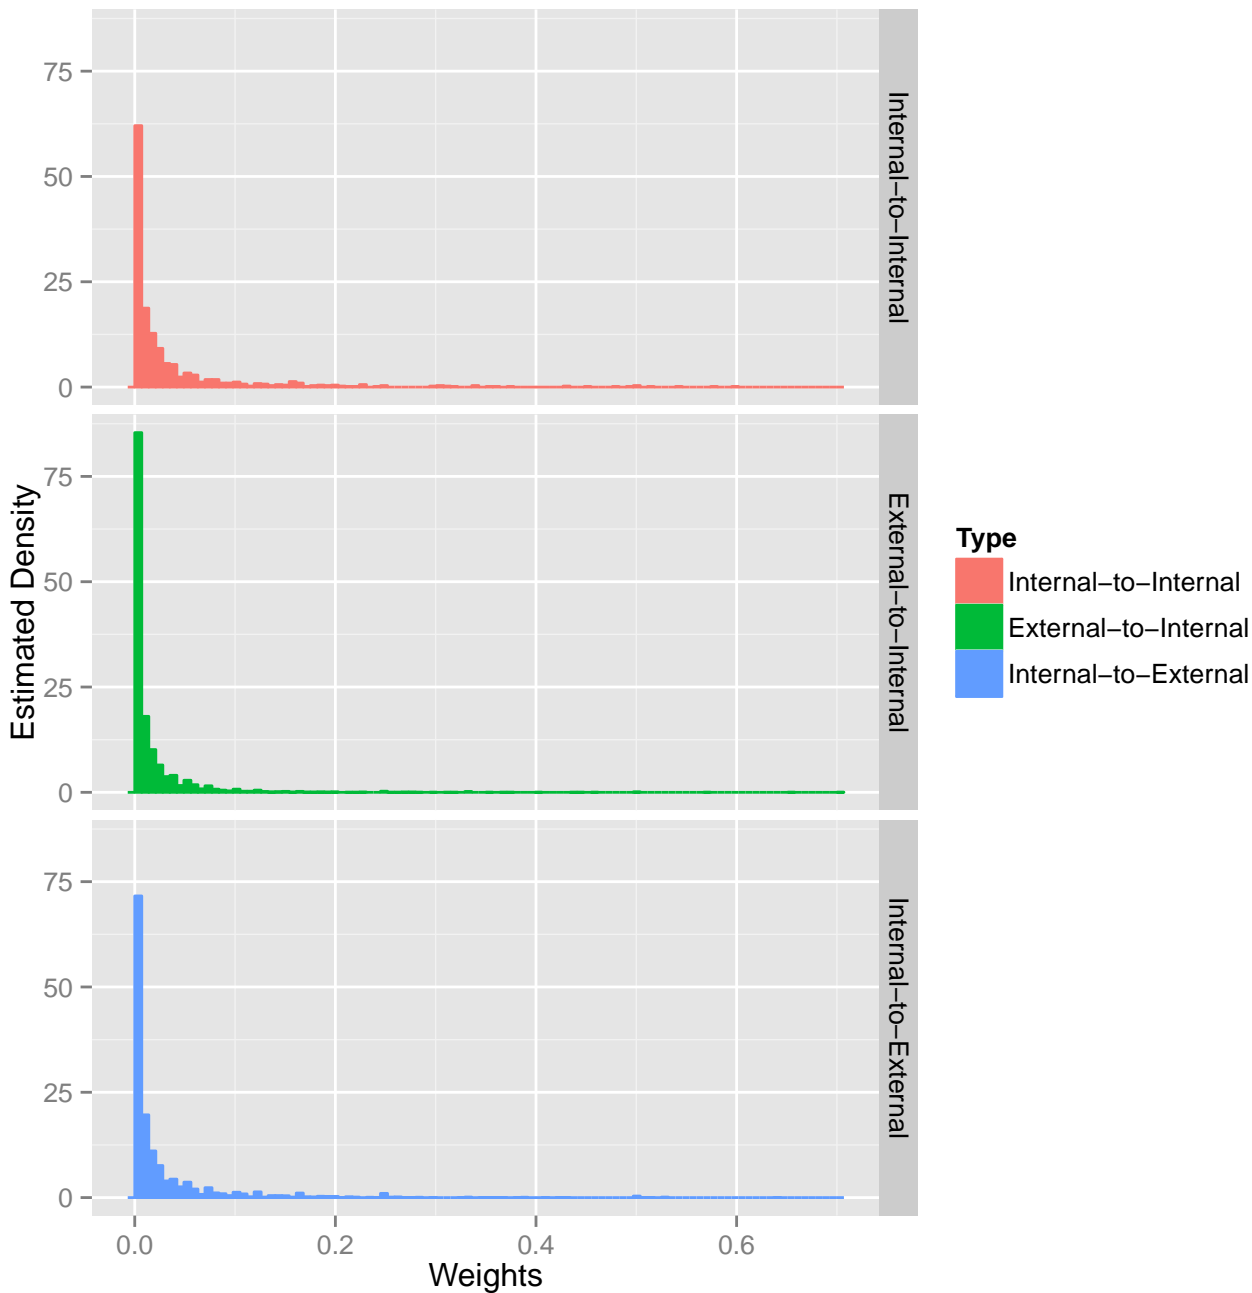 75
50
25
0
Internal−to−Internal
75
50
25
0
External−to−Internal
75
50
25
0
Internal−to−External
0.0 0.2 0.4 0.6
Weights
Estimated Density
Type
Internal−to−Internal
External−to−Internal
Internal−to−External